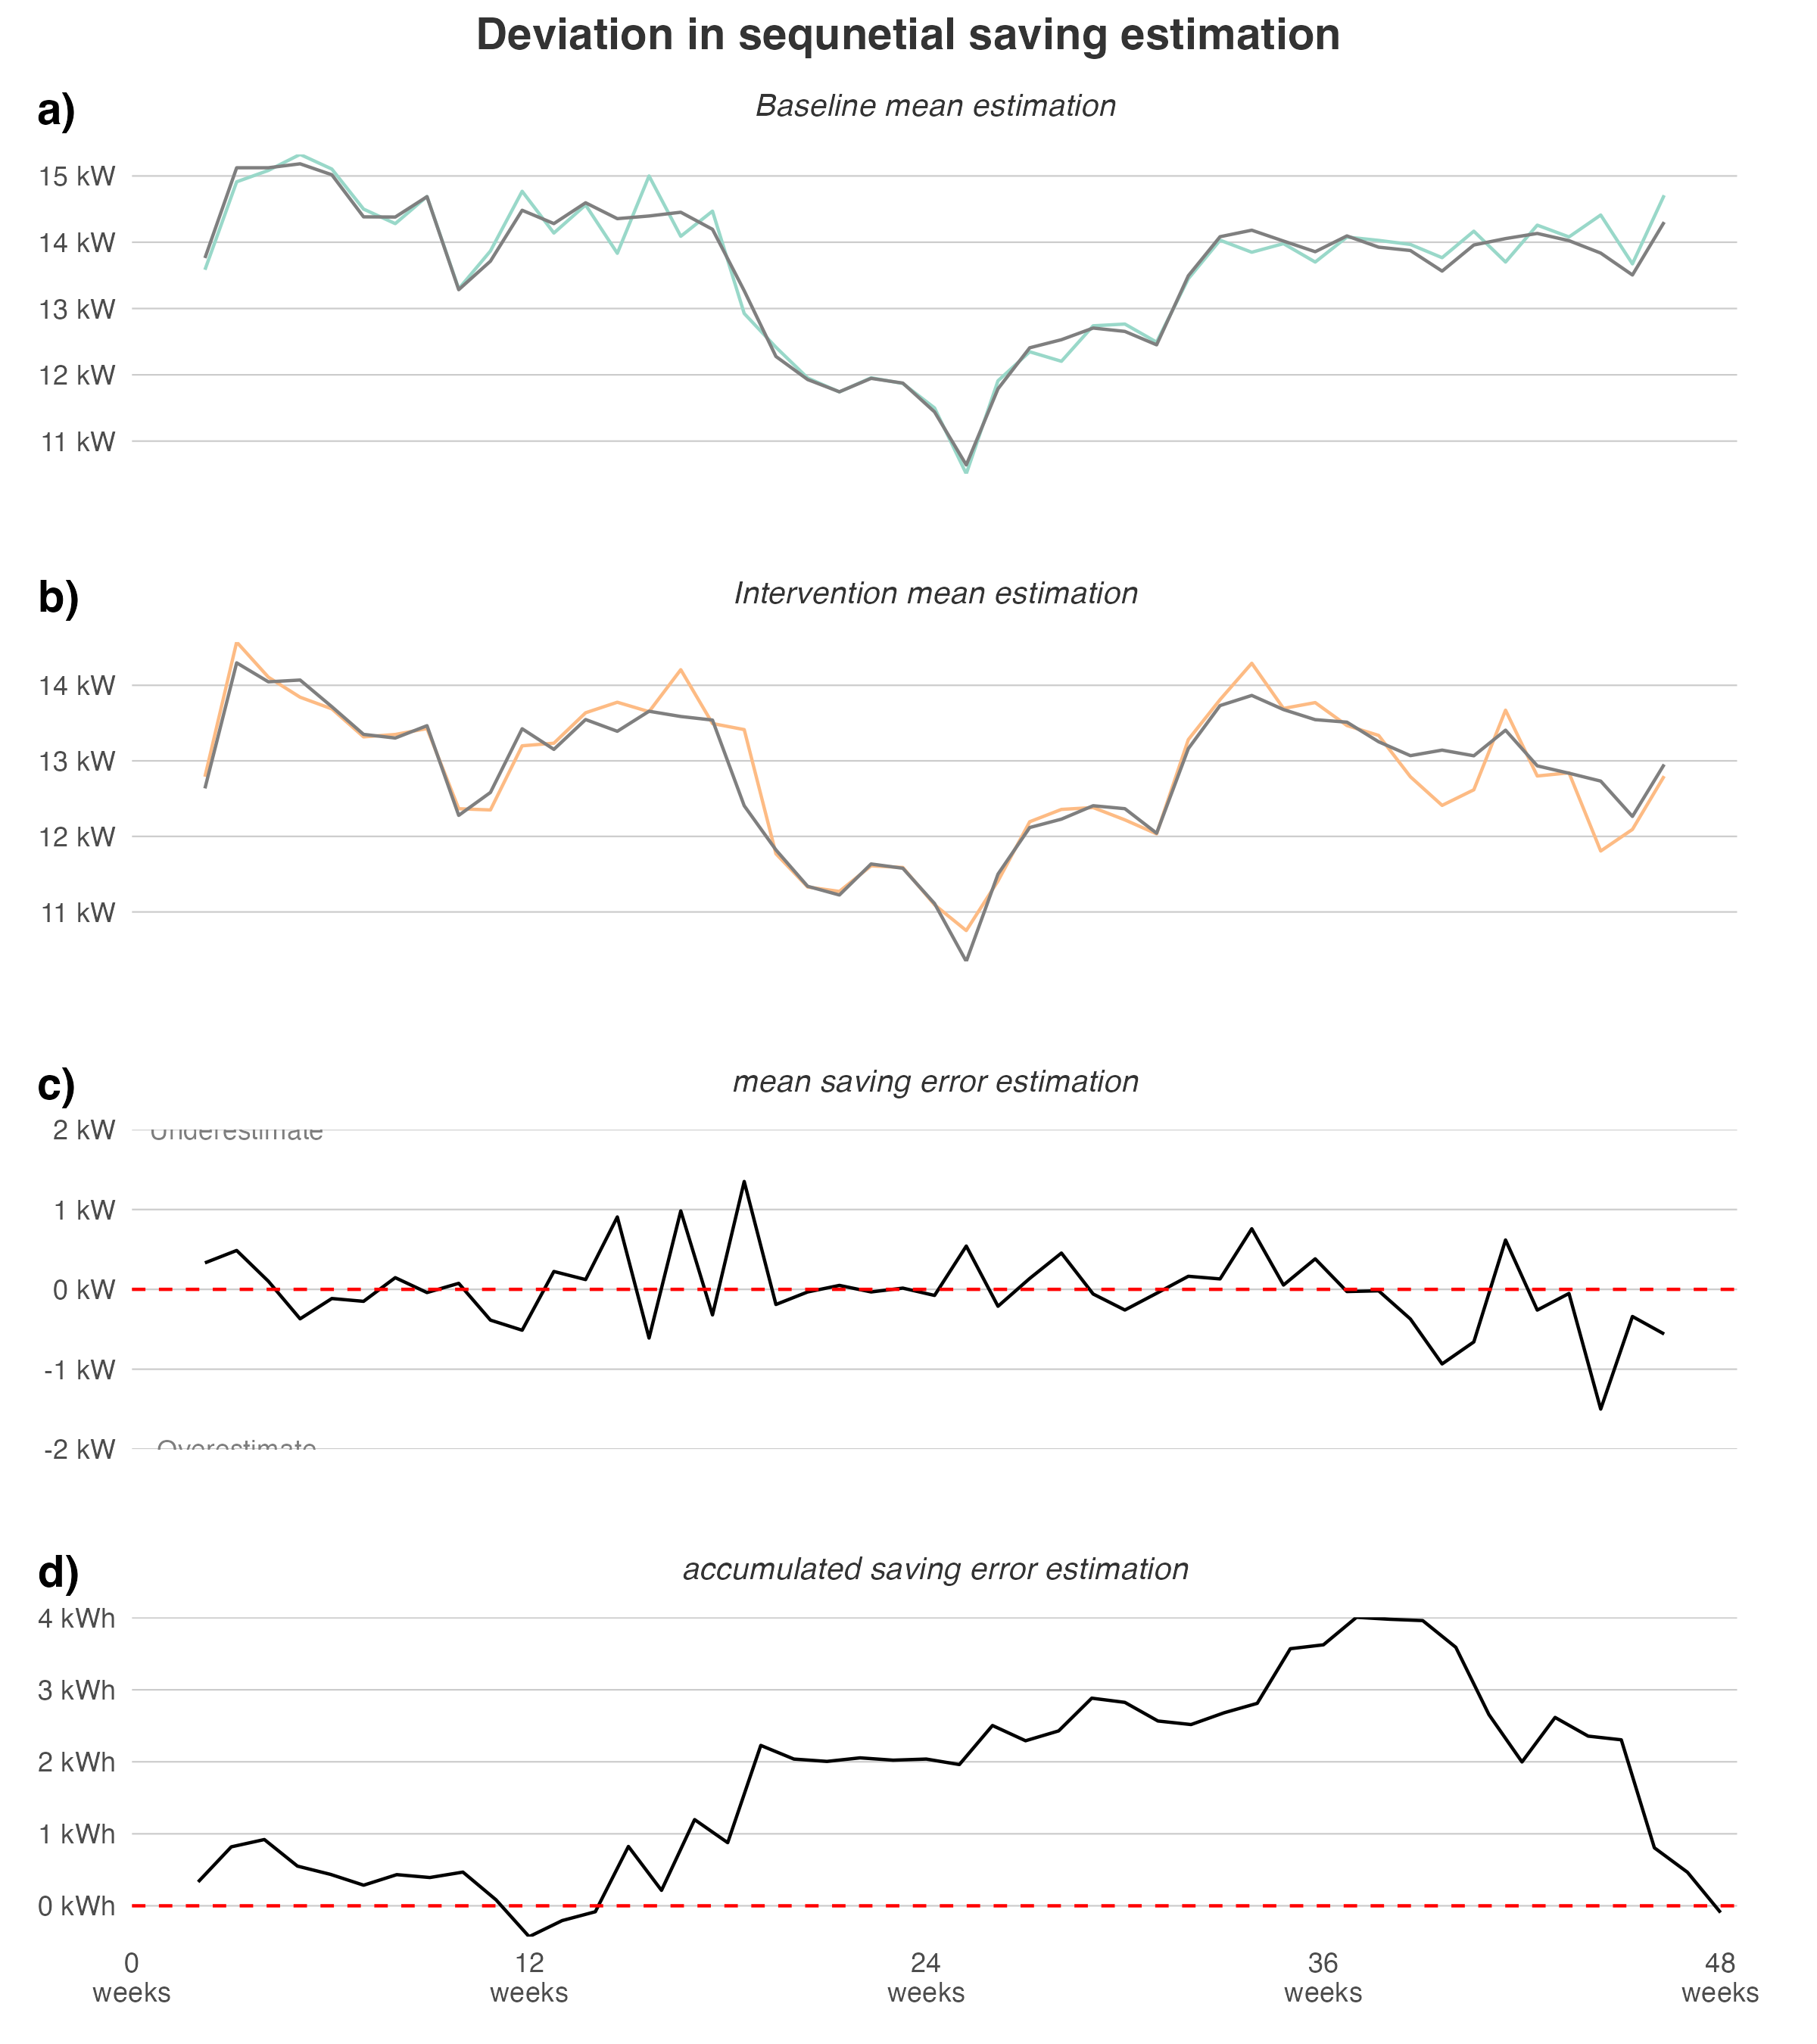 Deviation in sequnetial saving estimation
a)
Baseline mean estimation
15 kW
14 kW
13 kW
12 kW
11 kW
b)
Intervention mean estimation
14 kW
13 kW
12 kW
11 kW
c)
mean saving error estimation
2 kW
Underestimate
1 kW
0 kW
-1 kW
-2 kW
Overestimate
d)
accumulated saving error estimation
4 kWh
3 kWh
2 kWh
1 kWh
0 kWh
0 12 24 36 48
weeks weeks weeks weeks weeks